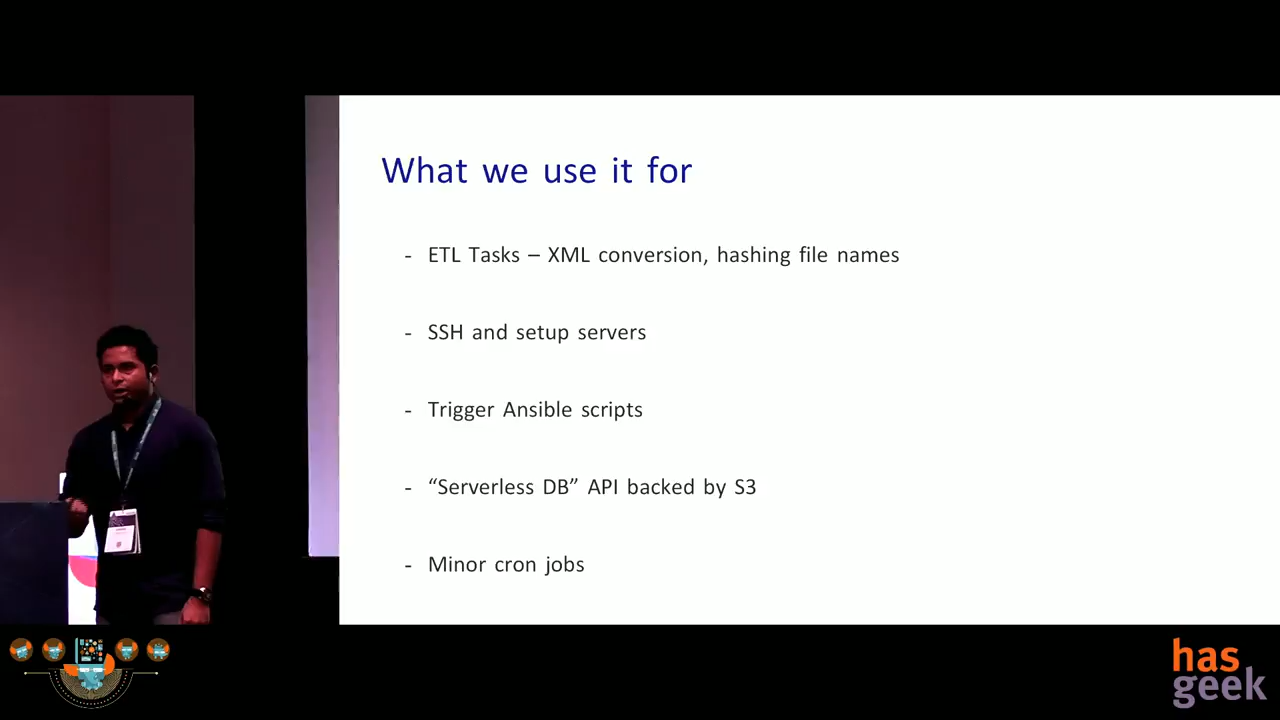 What we use it for
- ETL Tasks – XML conversion, hashing file names
- SSH and setup servers
- Trigger Ansible scripts
- “Serverless DB” API backed by S3
- Minor cron jobs
has
geek